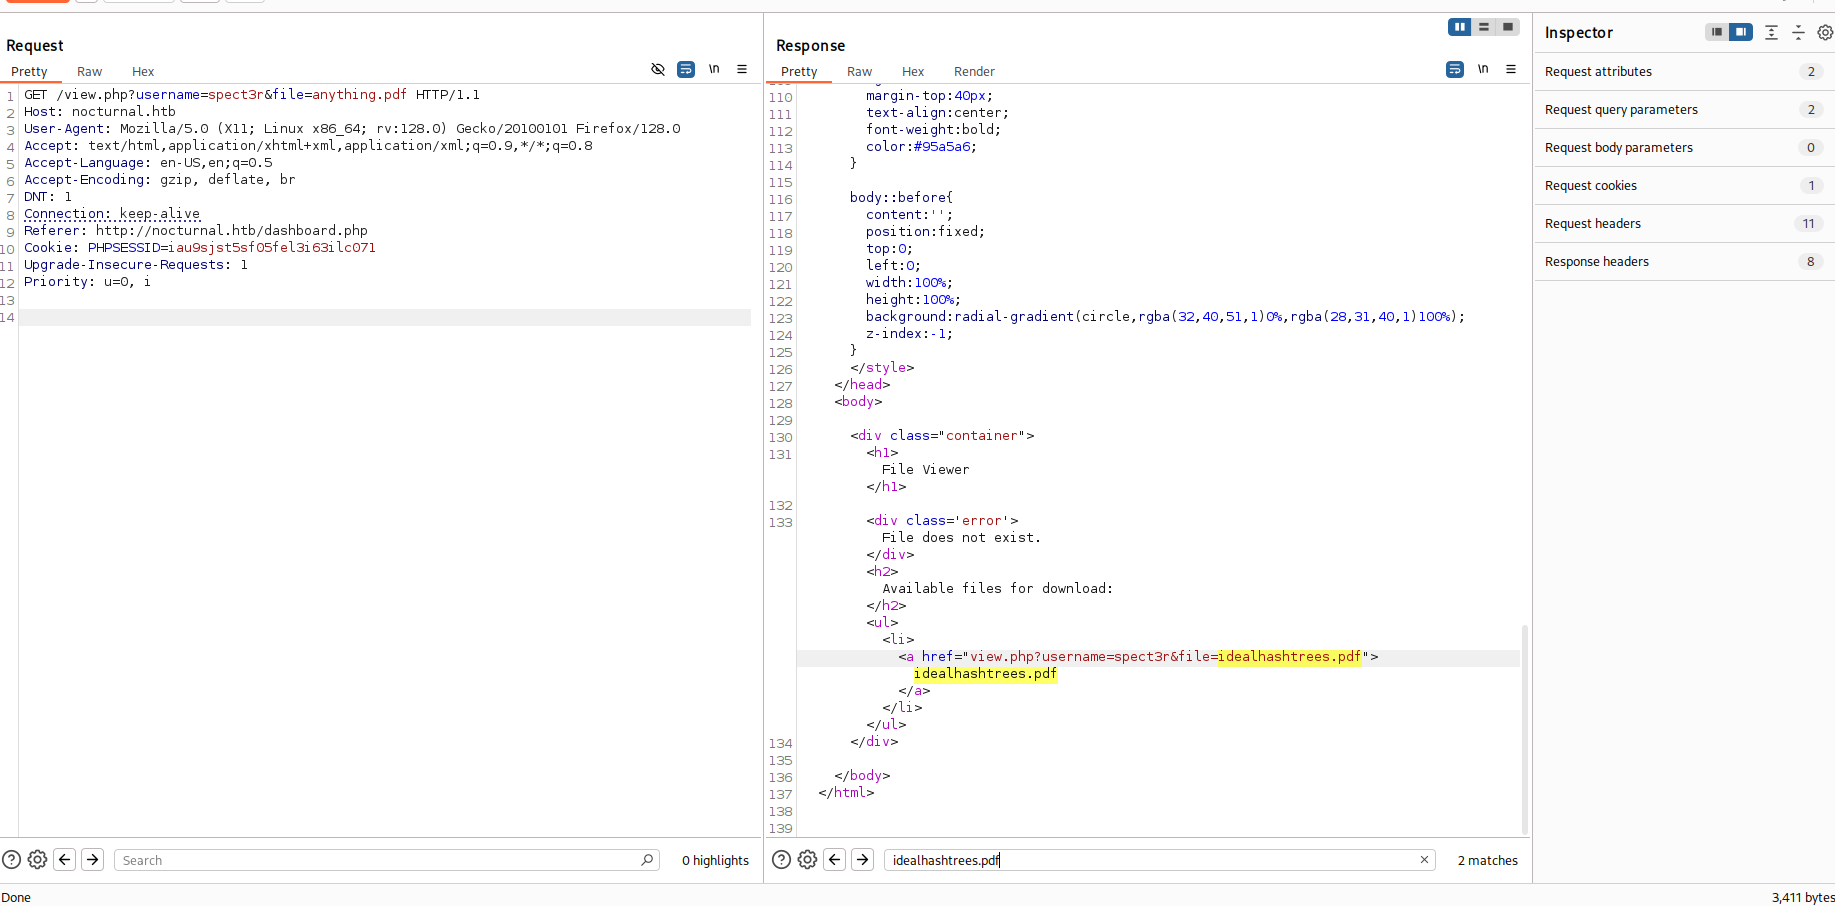 Request
Pretty Raw Hex
\n
1 GET /view.php?username=spect3r&file=anything.pdf HTTP/1.1
2 Host: nocturnal.htb
3 User-Agent: Mozilla/5.0 (X11; Linux x86_64; rv:128.0) Gecko/20100101 Firefox/128.0
4 Accept: text/html,application/xhtml+xml,application/xml;q=0.9,*/*;q=0.8
5 Accept-Language: en-US,en;q=0.5
6 Accept-Encoding: gzip, deflate, br
7 DNT: 1
8 Connection: keep-alive
9 Referer: http://nocturnal.htb/dashboard.php
10 Cookie: PHPSESSID=iau9sjst5sf05fel3i63ilc071
11 Upgrade-Insecure-Requests: 1
12 Priority: u=0, i
13
14
Search
0 highlights
Response
Pretty Raw Hex Render
\n
110 margin-top:40px;
111 text-align:center;
112 font-weight:bold;
113 color:#95a5a6;
114 }
115
116 body::before{
117 content:'';
118 position:fixed;
119 top:0;
120 left:0;
121 width:100%;
122 height:100%;
123 background:radial-gradient(circle,rgba(32,40,51,1)0%,rgba(28,31,40,1)100%);
124 z-index:-1;
125 }
126 </style>
127 </head>
128 <body>
129
130 <div class="container">
131 <h1>
File Viewer
</h1>
132
133 <div class='error'>
File does not exist.
</div>
<h2>
Available files for download:
</h2>
<ul>
<li>
<a href="view.php?username=spect3r&file=idealhashtrees.pdf">
idealhashtrees.pdf
</a>
</li>
</ul>
134 </div>
135
136 </body>
137 </html>
138
139
idealhashtrees.pdf
2 matches
Inspector
Request attributes 2
Request query parameters 2
Request body parameters 0
Request cookies 1
Request headers 11
Response headers 8
Done
3,411 bytes